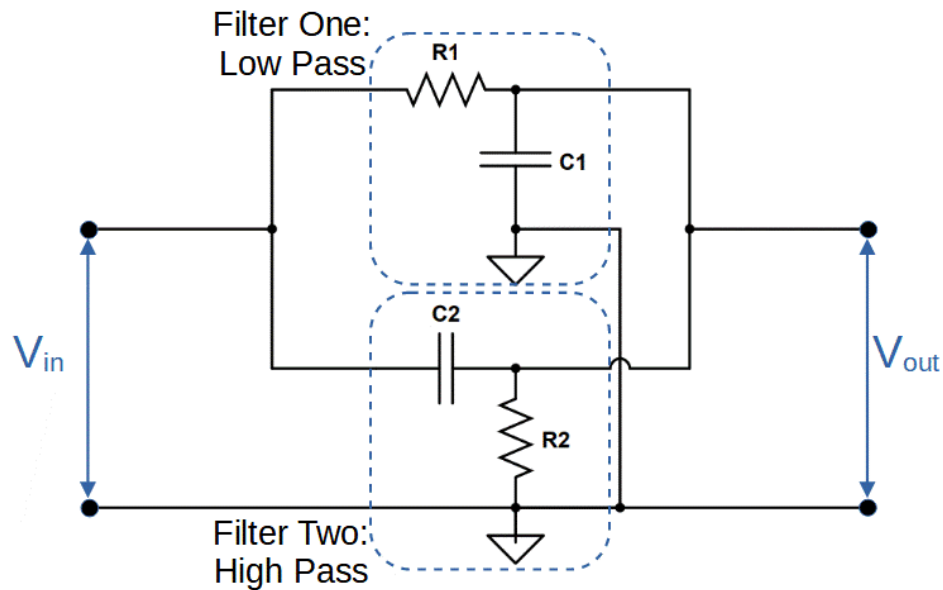 Filter One:
Low Pass
R1
C1
C2
Vin
Vout
R2
Filter Two:
High Pass